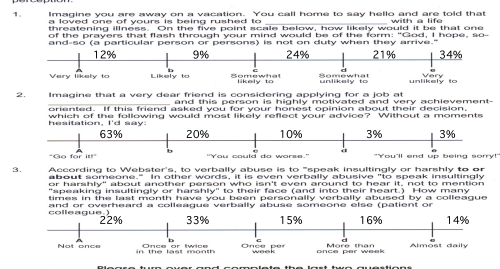 perception.
1. Imagine you are away on a vacation. You call home to say hello and are told that
a loved one of yours is being rushed to ____________________ with a life
threatening illness. On the five point scale below, how likely would it be that one
of the prayers that flash through your mind would be of the form: "God, I hope, so-
and-so (a particular person or persons) is not on duty when they arrive."
12% 9% 24% 21% 34%
A b c d e
Very likely to Likely to Somewhat likely to Somewhat unlikely to Very unlikely to
2. Imagine that a very dear friend is considering applying for a job at
____________________ and this person is highly motivated and very achievement-
oriented. If this friend asked you for your honest opinion about their decision,
which of the following would most likely reflect your advice? Without a moments
hesitation, I'd say:
63% 20% 10% 3% 3%
A b c d e
"Go for it!" "You could do worse." "You'll end up being sorry!"
3. According to Webster's, to verbally abuse is to "speak insultingly or harshly to or
about someone." In other words, it is even verbally abusive "to speak insultingly
or harshly" about another person who isn't even around to hear it, not to mention
"speaking insultingly or harshly" to their face (and into their heart.) How many
times in the last month have you been personally verbally abused by a colleague
and or overheard a colleague verbally abuse someone else (patient or
colleague.)
22% 33% 15% 16% 14%
A b c d e
Not once Once or twice in the last month Once per week More than once per week Almost daily
Please turn over and complete the last two questions